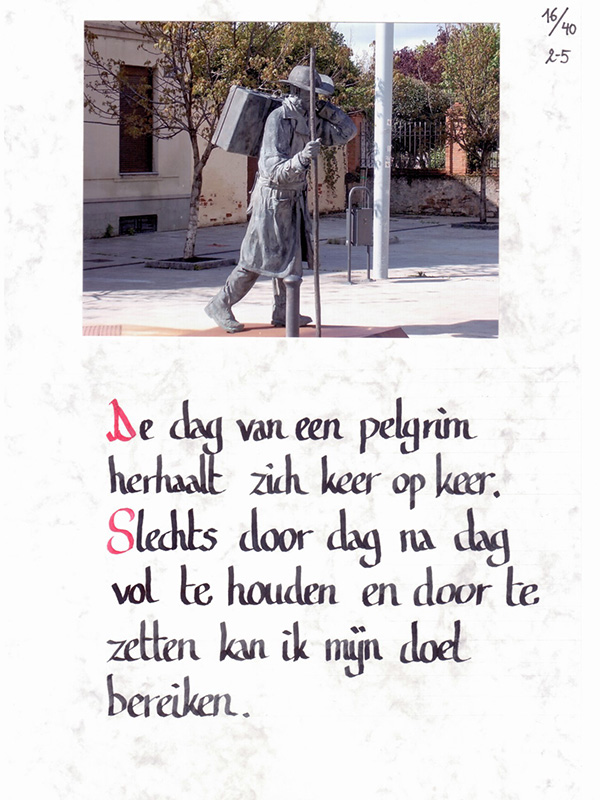 16/40
2-5
De dag van een pelgrim
herhaalt zich keer op keer.
Slechts door dag na dag
vol te houden en door te
zetten kan ik mijn doel
bereiken.